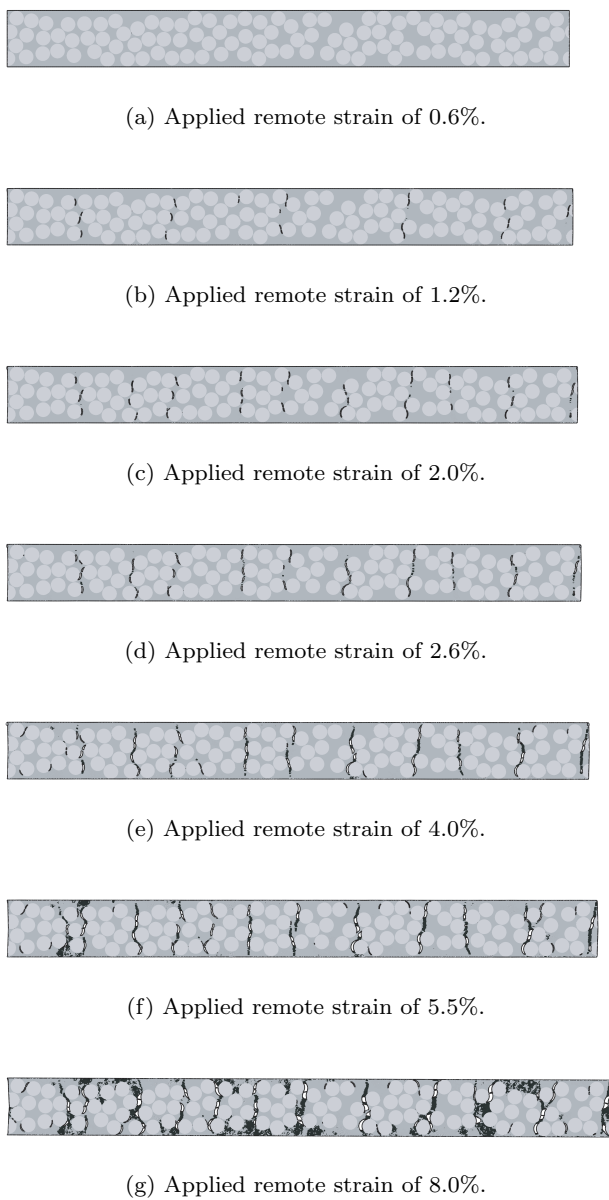 (a) Applied remote strain of 0.6%.
(b) Applied remote strain of 1.2%.
(c) Applied remote strain of 2.0%.
(d) Applied remote strain of 2.6%.
(e) Applied remote strain of 4.0%.
(f) Applied remote strain of 5.5%.
(g) Applied remote strain of 8.0%.